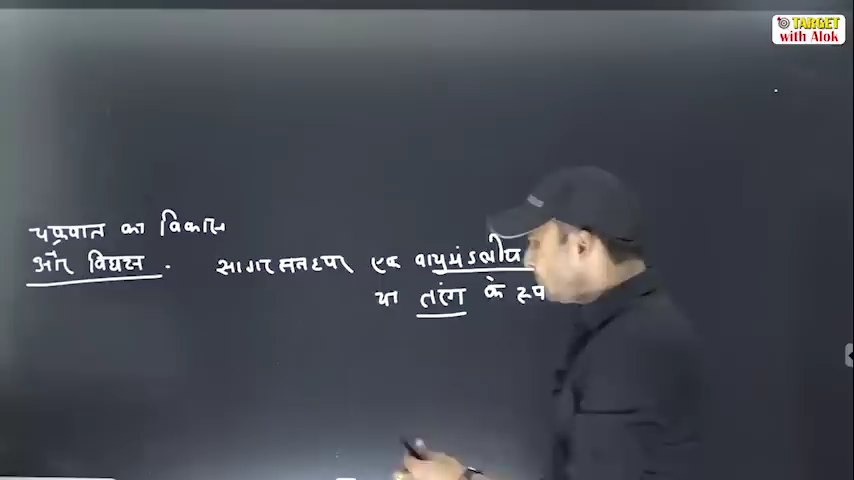 TARGET
with Alok
चक्रवात का विकास
और विघटन . सागर सतह पर एक वायुमंडलीय
या तरंग के रूप